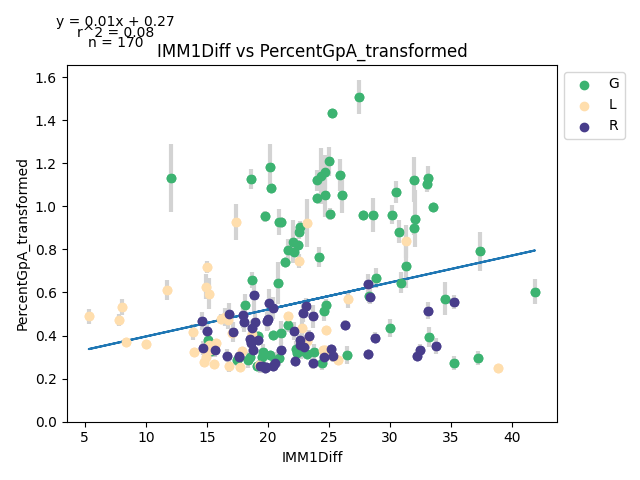 y = 0.01x + 0.27
r^2 = 0.08
n = 170
IMM1Diff vs PercentGpA_transformed
G
L
R
PercentGpA_transformed
1.6
1.4
1.2
1.0
0.8
0.6
0.4
0.2
0.0
5 10 15 20 25 30 35 40
IMM1Diff